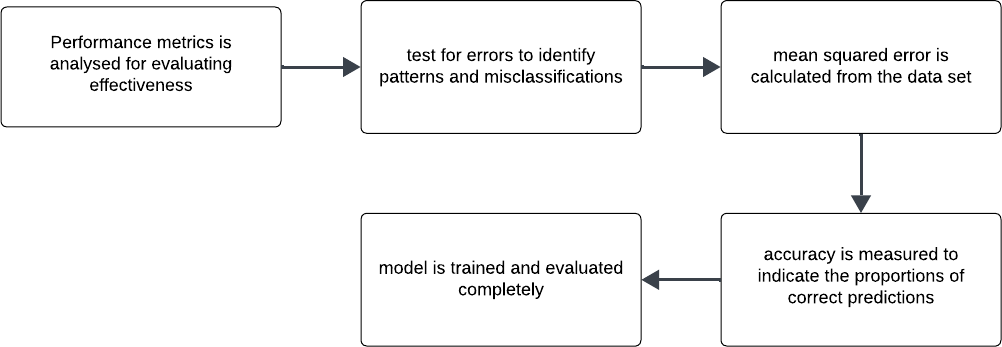 Performance metrics is
analysed for evaluating
effectiveness
test for errors to identify
patterns and misclassifications
mean squared error is
calculated from the data set
accuracy is measured to
indicate the proportions of
correct predictions
model is trained and evaluated
completely